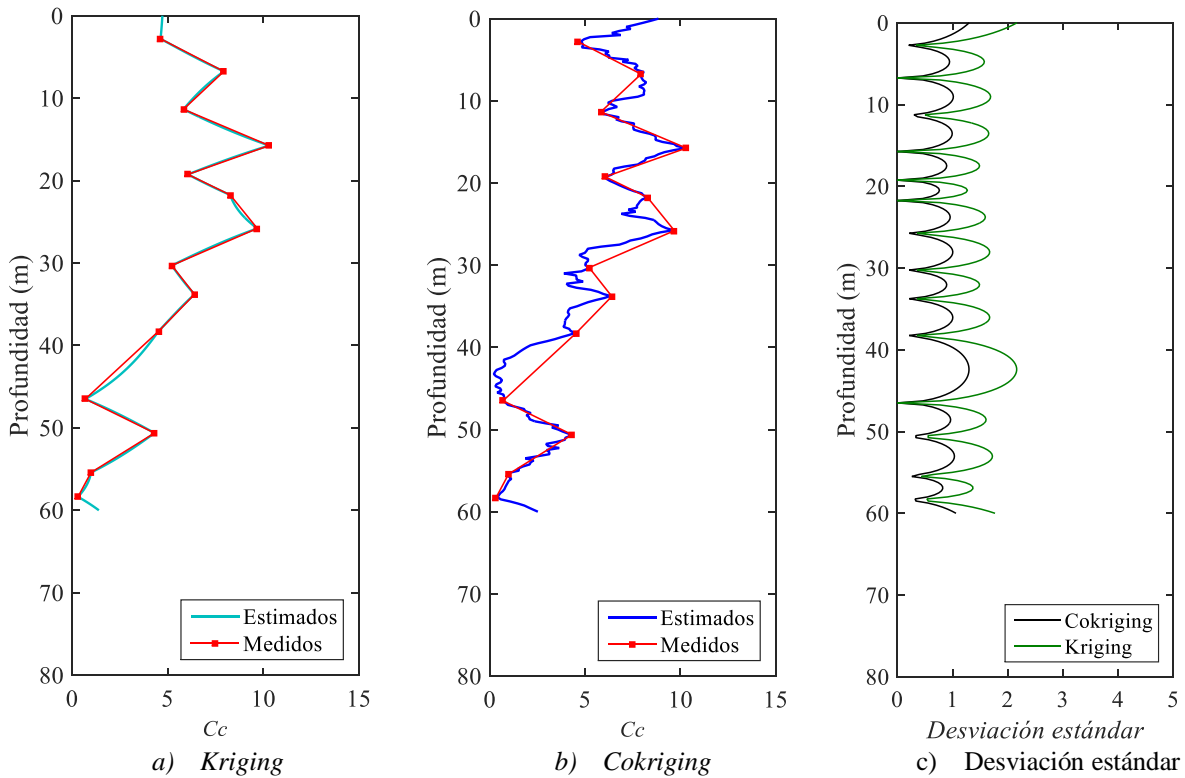 0
10
20
30
40
50
60
70
80
Profundidad (m)
0 5 10 15
Cc
Estimados
Medidos
a) Kriging
0
10
20
30
40
50
60
70
80
Profundidad (m)
0 5 10 15
Cc
Estimados
Medidos
b) Cokriging
0
10
20
30
40
50
60
70
80
Profundidad (m)
0 1 2 3 4 5
Desviación estándar
Cokriging
Kriging
c) Desviación estándar